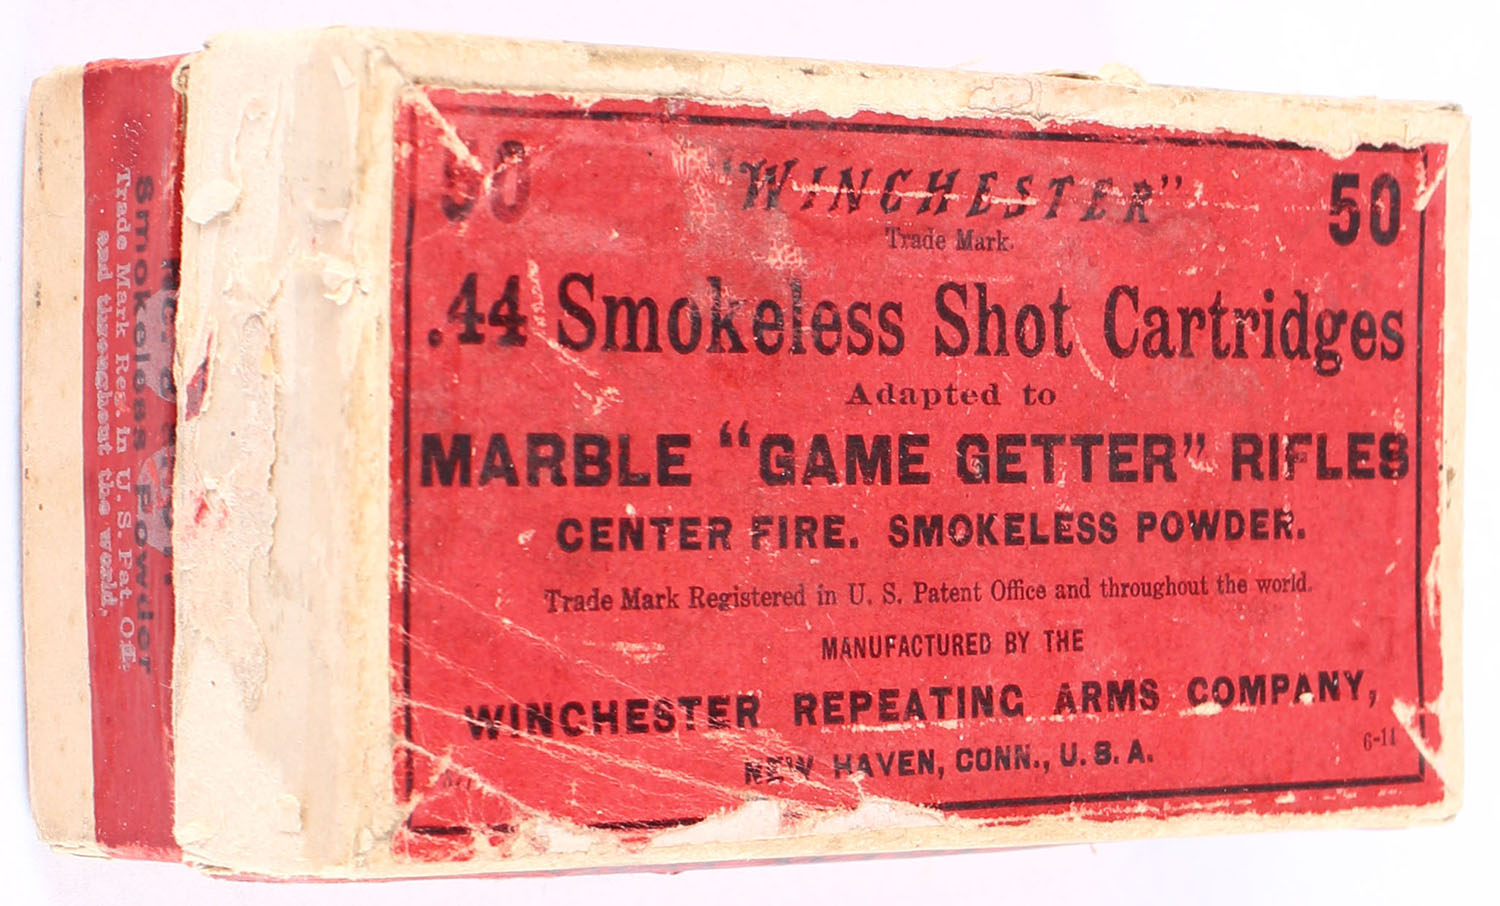 50 "WINCHESTER" 50
Trade Mark.
.44 Smokeless Shot Cartridges
Adapted to
MARBLE "GAME GETTER" RIFLES
CENTER FIRE. SMOKELESS POWDER.
Trade Mark Registered in U. S. Patent Office and throughout the world.
MANUFACTURED BY THE
WINCHESTER REPEATING ARMS COMPANY,
NEW HAVEN, CONN., U. S. A.
6-11
Smokeless Powder
Trade Mark Reg. in U. S. Pat. Off.
and throughout the world.